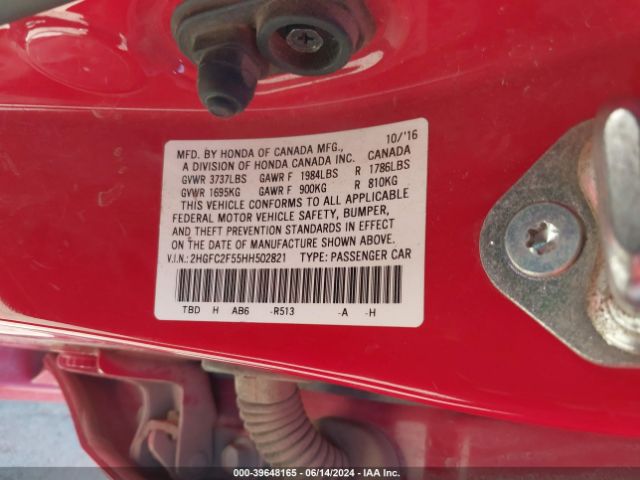 10/'16
MFD. BY HONDA OF CANADA MFG., CANADA
A DIVISION OF HONDA CANADA INC.
GVWR 3737LBS GAWR F 1984LBS R 1786LBS
GVWR 1695KG GAWR F 900KG R 810KG
THIS VEHICLE CONFORMS TO ALL APPLICABLE
FEDERAL MOTOR VEHICLE SAFETY, BUMPER,
AND THEFT PREVENTION STANDARDS IN EFFECT
ON THE DATE OF MANUFACTURE SHOWN ABOVE.
V.I.N.: 2HGFC2F55HH502821 TYPE: PASSENGER CAR
TBD H AB6 -R513 -A -H
000-39648165 - 06/14/2024 - IAA Inc.